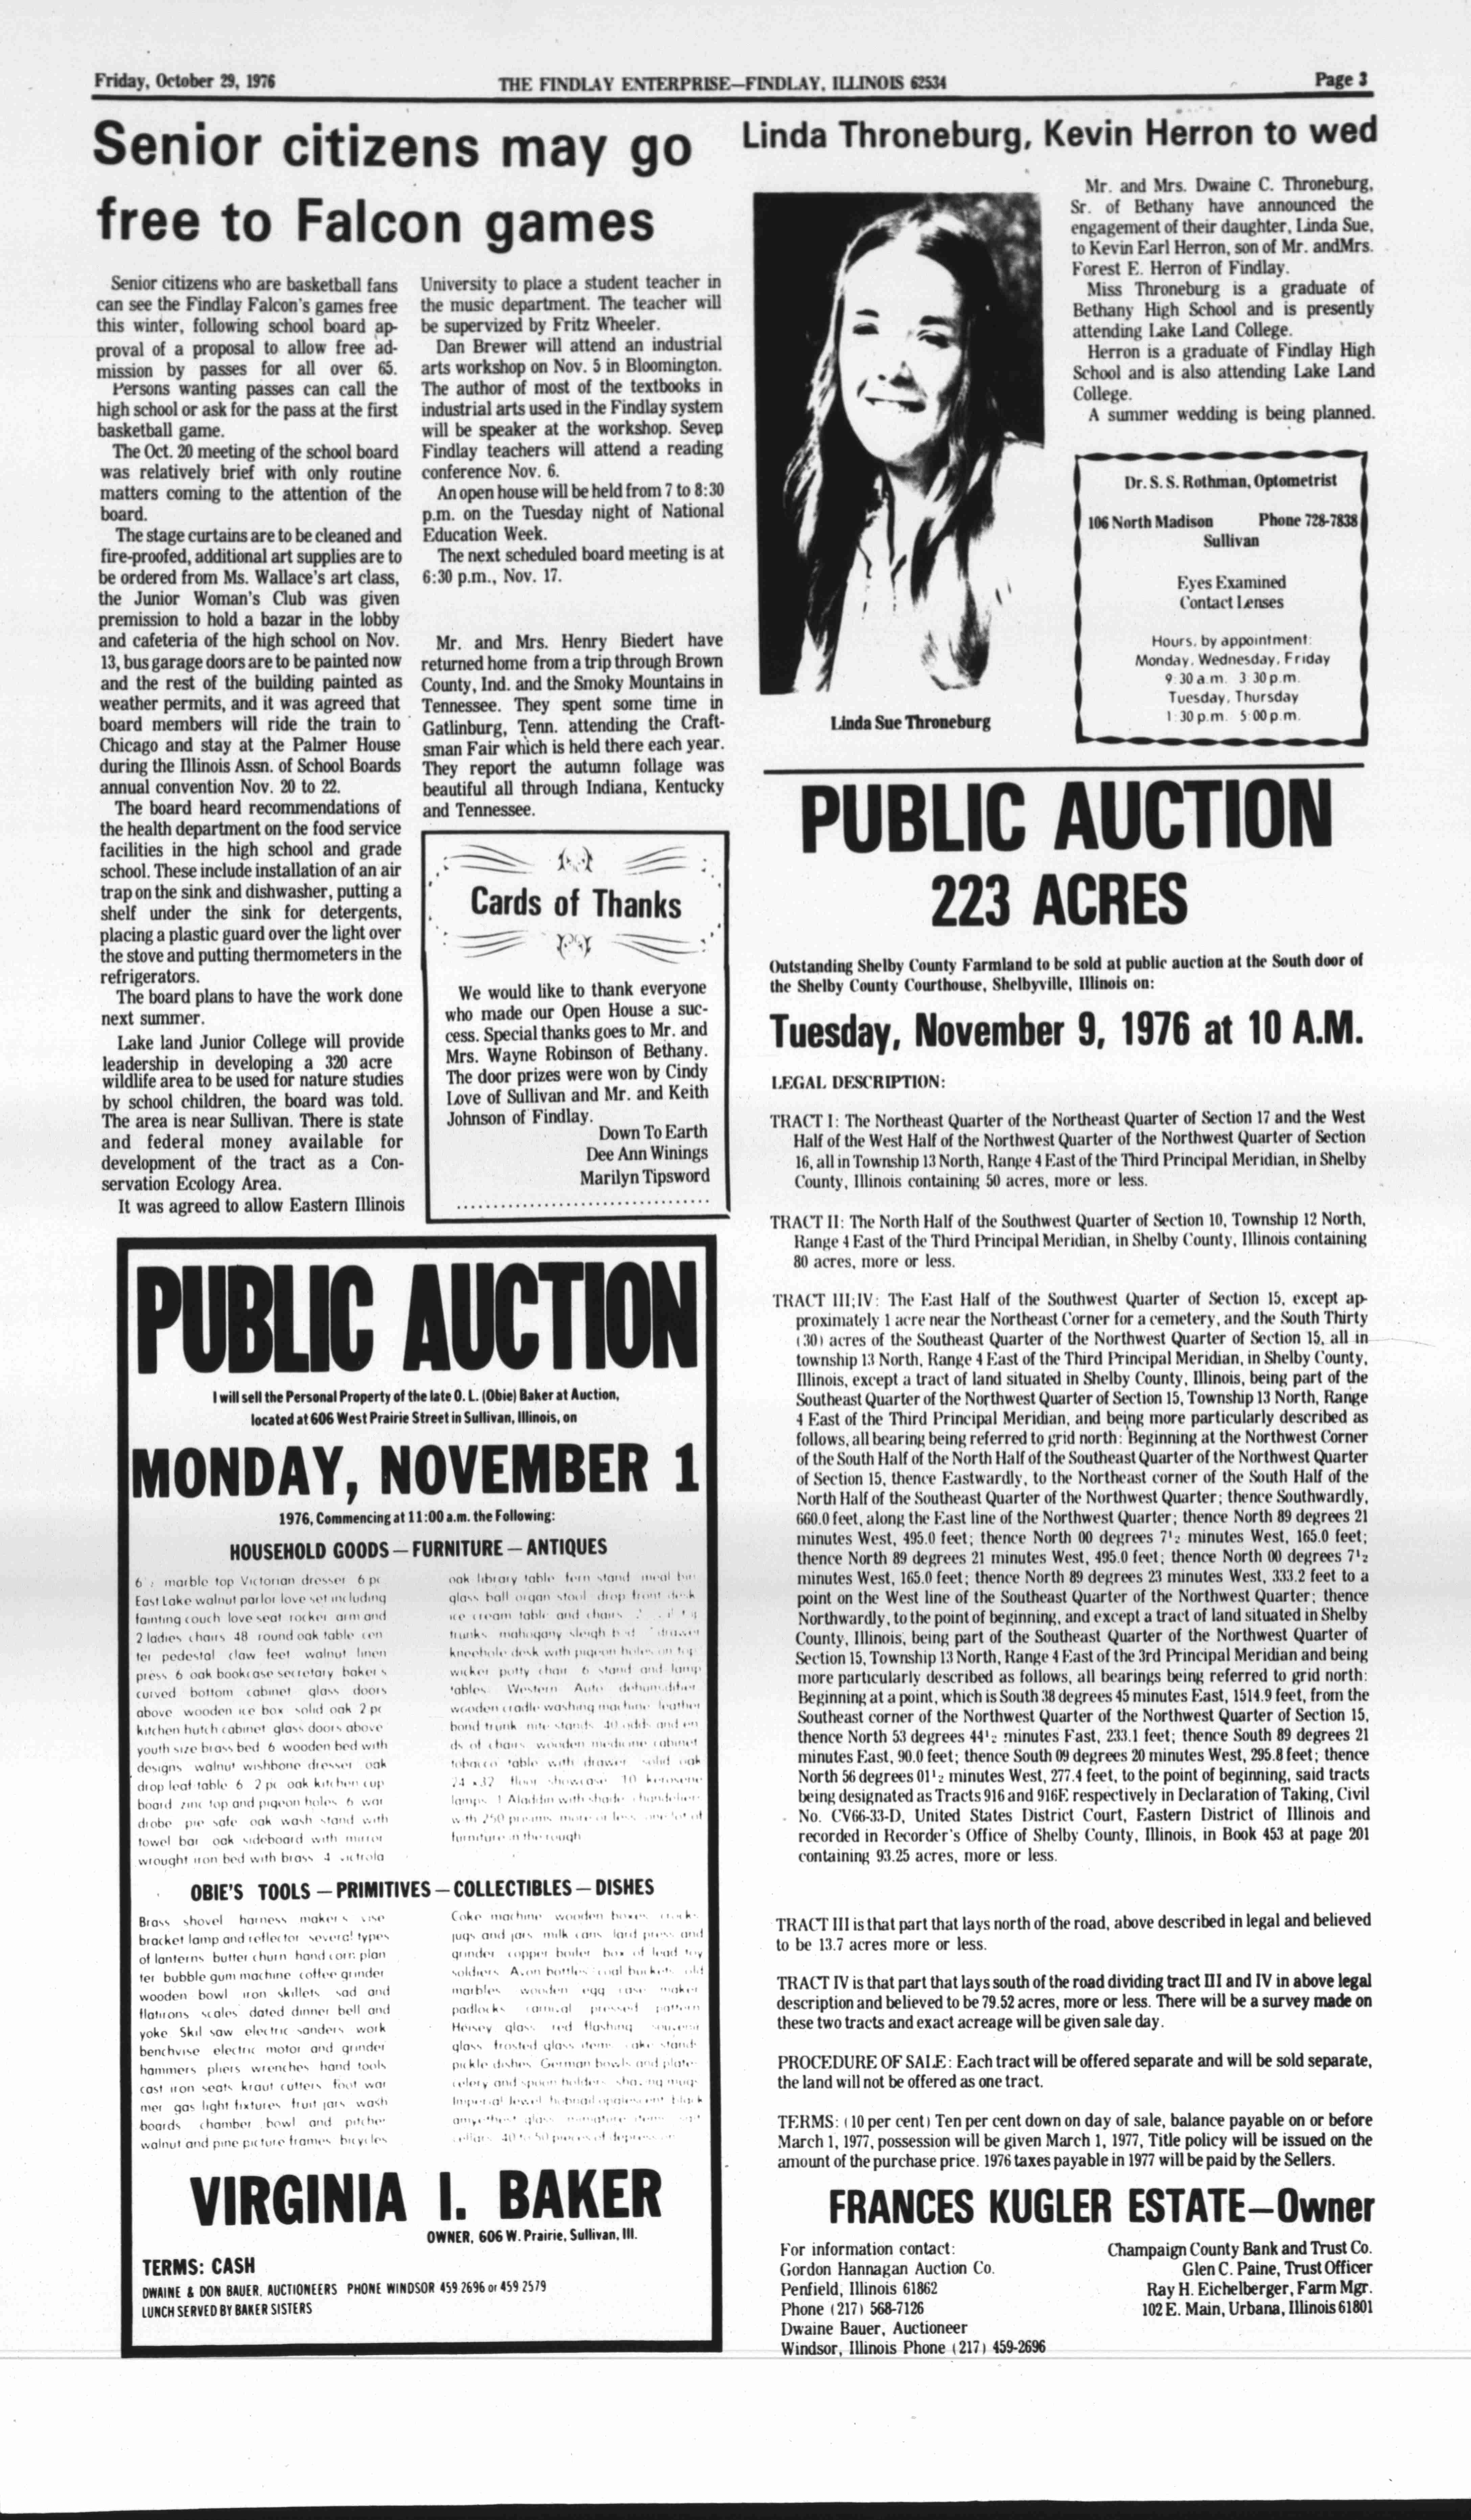 Friday, October 29, 1976
THE FINDLAY ENTERPRISE—FINDLAY, ILLINOIS 62534
Page 3
Senior citizens may go
free to Falcon games
Senior citizens who are basketball fans
can see the Findlay Falcon's games free
this winter, following school board ap-
proval of a proposal to allow free ad-
mission by passes for all over 65.
Persons wanting passes can call the
high school or ask for the pass at the first
basketball game.
The Oct. 20 meeting of the school board
was relatively brief with only routine
matters coming to the attention of the
board.
The stage curtains are to be cleaned and
fire-proofed, additional art supplies are to
be ordered from Ms. Wallace's art class,
the Junior Woman's Club was given
premission to hold a bazar in the lobby
and cafeteria of the high school on Nov.
13, bus garage doors are to be painted now
and the rest of the building painted as
weather permits, and it was agreed that
board members will ride the train to
Chicago and stay at the Palmer House
during the Illinois Assn. of School Boards
annual convention Nov. 20 to 22.
The board heard recommendations of
the health department on the food service
facilities in the high school and grade
school. These include installation of an air
trap on the sink and dishwasher, putting a
shelf under the sink for detergents,
placing a plastic guard over the light over
the stove and putting thermometers in the
refrigerators.
The board plans to have the work done
next summer.
Lake land Junior College will provide
leadership in developing a 320 acre
wildlife area to be used for nature studies
by school children, the board was told.
The area is near Sullivan. There is state
and federal money available for
development of the tract as a Con-
servation Ecology Area.
It was agreed to allow Eastern Illinois
University to place a student teacher in
the music department. The teacher will
be supervized by Fritz Wheeler.
Dan Brewer will attend an industrial
arts workshop on Nov. 5 in Bloomington.
The author of most of the textbooks in
industrial arts used in the Findlay system
will be speaker at the workshop. Seven
Findlay teachers will attend a reading
conference Nov. 6.
An open house will be held from 7 to 8:30
p.m. on the Tuesday night of National
Education Week.
The next scheduled board meeting is at
6:30 p.m., Nov. 17.
Mr. and Mrs. Henry Biedert have
returned home from a trip through Brown
County, Ind. and the Smoky Mountains in
Tennessee. They spent some time in
Gatlinburg, Tenn. attending the Craft-
sman Fair which is held there each year.
They report the autumn follage was
beautiful all through Indiana, Kentucky
and Tennessee.
Cards of Thanks
We would like to thank everyone
who made our Open House a suc-
cess. Special thanks goes to Mr. and
Mrs. Wayne Robinson of Bethany.
The door prizes were won by Cindy
Love of Sullivan and Mr. and Keith
Johnson of Findlay.
Down To Earth
Dee Ann Winings
Marilyn Tipsword
PUBLIC AUCTION
I will sell the Personal Property of the late O. L. (Obie) Baker at Auction,
located at 606 West Prairie Street in Sullivan, Illinois, on
MONDAY, NOVEMBER 1
1976, Commencing at 11:00 a.m. the Following:
HOUSEHOLD GOODS — FURNITURE — ANTIQUES
marble top Victorian dresser 6 pc
East Lake walnut parlor love set including
fainting couch love seat rocker arm and
2 ladies chairs 48 round oak table cen
ter pedestal claw feet walnut linen
press 6 oak bookcase secretary bakers
curved bottom cabinet glass doors
above wooden ice box solid oak 2 pc
kitchen hutch cabinet glass doors above
youth size brass bed 6 wooden bed with
designs walnut wishbone dresser oak
drop leaf table 6 2 pc oak kitchen cup
board zinc top and pigeon holes 6 war
drobe pie safe oak wash stand with
towel bar oak sideboard with mirror
wrought iron bed with brass 4 victrola
oak library table fern stand meal bin
glass ball organ stool drop front desk
ice cream table and chairs
trunks mahogany sleigh bed drawer
kneehole desk with pigeon holes on top
wicker potty chair 6 stand and lamp
tables Western Auto dehumidifier
wooden cradle washing machine leather
bond trunk nite stands 40 odds and en
ds of chairs wooden medicine cabinet
tobacco table with drawer solid oak
24 x 32 floor showcase 10 kerosene
lamps 1 Aladdin with shade chandeliers
with 250 prisms more or less one lot of
furniture in the rough
OBIE'S TOOLS — PRIMITIVES — COLLECTIBLES — DISHES
Brass shovel harness makers vise
bracket lamp and reflector several types
of lanterns butter churn hand corn plan
ter bubble gum machine coffee grinder
wooden bowl iron skillets sad and
flatirons scales dated dinner bell and
yoke Skil saw electric sanders work
benchvise electric motor and grinder
hammers pliers wrenches hand tools
cast iron seats kraut cutters foot war
mer gas light fixtures fruit jars wash
boards chamber bowl and pitcher
walnut and pine picture frames bicycles
Coke machine wooden boxes crocks
jugs and jars milk cans lard press and
grinder copper boiler box of lead toy
soldiers Avon bottles coal buckets old
marbles wooden egg case maker
padlocks carnival pressed pattern
Heisey glass red flashing souvenir
glass frosted glass items cake stands
pickle dishes German bowls and plates
celery and spoon holders shaving mugs
Imperial Jewel hobnail opalescent black
amyethest glass miniature items salt
cellars 40 to 50 pieces of depression
VIRGINIA I. BAKER
OWNER, 606 W. Prairie, Sullivan, Ill.
TERMS: CASH
DWAINE & DON BAUER, AUCTIONEERS PHONE WINDSOR 459 2696 or 459 2579
LUNCH SERVED BY BAKER SISTERS
Linda Throneburg, Kevin Herron to wed
Mr. and Mrs. Dwaine C. Throneburg,
Sr. of Bethany have announced the
engagement of their daughter, Linda Sue,
to Kevin Earl Herron, son of Mr. andMrs.
Forest E. Herron of Findlay.
Miss Throneburg is a graduate of
Bethany High School and is presently
attending Lake Land College.
Herron is a graduate of Findlay High
School and is also attending Lake Land
College.
A summer wedding is being planned.
Linda Sue Throneburg
Dr. S. S. Rothman, Optometrist
106 North Madison Phone 728-7838
Sullivan
Eyes Examined
Contact Lenses
Hours, by appointment:
Monday, Wednesday, Friday
9:30 a.m. 3:30 p.m.
Tuesday, Thursday
1:30 p.m. 5:00 p.m.
PUBLIC AUCTION
223 ACRES
Outstanding Shelby County Farmland to be sold at public auction at the South door of
the Shelby County Courthouse, Shelbyville, Illinois on:
Tuesday, November 9, 1976 at 10 A.M.
LEGAL DESCRIPTION:
TRACT I: The Northeast Quarter of the Northeast Quarter of Section 17 and the West
Half of the West Half of the Northwest Quarter of the Northwest Quarter of Section
16, all in Township 13 North, Range 4 East of the Third Principal Meridian, in Shelby
County, Illinois containing 50 acres, more or less.
TRACT II: The North Half of the Southwest Quarter of Section 10, Township 12 North,
Range 4 East of the Third Principal Meridian, in Shelby County, Illinois containing
80 acres, more or less.
TRACT III;IV: The East Half of the Southwest Quarter of Section 15, except ap-
proximately 1 acre near the Northeast Corner for a cemetery, and the South Thirty
(30) acres of the Southeast Quarter of the Northwest Quarter of Section 15, all in
township 13 North, Range 4 East of the Third Principal Meridian, in Shelby County,
Illinois, except a tract of land situated in Shelby County, Illinois, being part of the
Southeast Quarter of the Northwest Quarter of Section 15, Township 13 North, Range
4 East of the Third Principal Meridian, and being more particularly described as
follows, all bearing being referred to grid north: Beginning at the Northwest Corner
of the South Half of the North Half of the Southeast Quarter of the Northwest Quarter
of Section 15, thence Eastwardly, to the Northeast corner of the South Half of the
North Half of the Southeast Quarter of the Northwest Quarter; thence Southwardly,
660.0 feet, along the East line of the Northwest Quarter; thence North 89 degrees 21
minutes West, 495.0 feet; thence North 00 degrees 7½ minutes West, 165.0 feet;
thence North 89 degrees 21 minutes West, 495.0 feet; thence North 00 degrees 7½
minutes West, 165.0 feet; thence North 89 degrees 23 minutes West, 333.2 feet to a
point on the West line of the Southeast Quarter of the Northwest Quarter; thence
Northwardly, to the point of beginning, and except a tract of land situated in Shelby
County, Illinois, being part of the Southeast Quarter of the Northwest Quarter of
Section 15, Township 13 North, Range 4 East of the 3rd Principal Meridian and being
more particularly described as follows, all bearings being referred to grid north:
Beginning at a point, which is South 38 degrees 45 minutes East, 1514.9 feet, from the
Southeast corner of the Northwest Quarter of the Northwest Quarter of Section 15,
thence North 53 degrees 44½ minutes East, 233.1 feet; thence South 89 degrees 21
minutes East, 90.0 feet; thence South 09 degrees 20 minutes West, 295.8 feet; thence
North 56 degrees 01½ minutes West, 277.4 feet, to the point of beginning, said tracts
being designated as Tracts 916 and 916E respectively in Declaration of Taking, Civil
No. CV66-33-D, United States District Court, Eastern District of Illinois and
recorded in Recorder's Office of Shelby County, Illinois, in Book 453 at page 201
containing 93.25 acres, more or less.
TRACT III is that part that lays north of the road, above described in legal and believed
to be 13.7 acres more or less.
TRACT IV is that part that lays south of the road dividing tract III and IV in above legal
description and believed to be 79.52 acres, more or less. There will be a survey made on
these two tracts and exact acreage will be given sale day.
PROCEDURE OF SALE: Each tract will be offered separate and will be sold separate,
the land will not be offered as one tract.
TERMS: (10 per cent) Ten per cent down on day of sale, balance payable on or before
March 1, 1977, possession will be given March 1, 1977, Title policy will be issued on the
amount of the purchase price. 1976 taxes payable in 1977 will be paid by the Sellers.
FRANCES KUGLER ESTATE—Owner
For information contact:
Gordon Hannagan Auction Co.
Penfield, Illinois 61862
Phone (217) 568-7126
Dwaine Bauer, Auctioneer
Windsor, Illinois Phone (217) 459-2696
Champaign County Bank and Trust Co.
Glen C. Paine, Trust Officer
Ray H. Eichelberger, Farm Mgr.
102 E. Main, Urbana, Illinois 61801